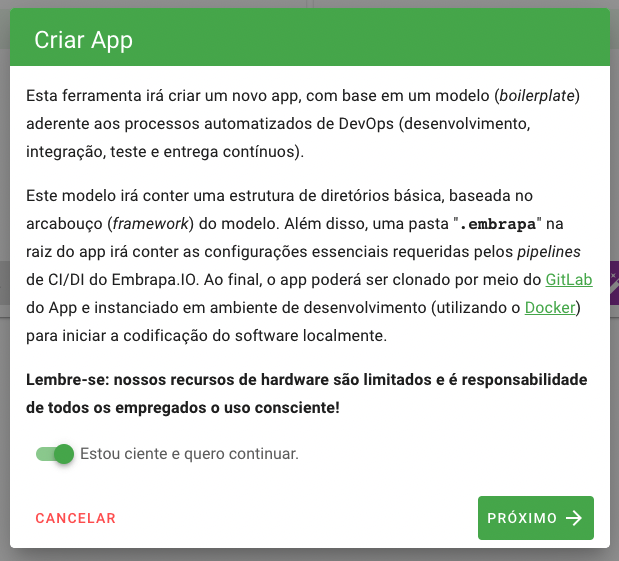 Criar App
Esta ferramenta irá criar um novo app, com base em um modelo (boilerplate)
aderente aos processos automatizados de DevOps (desenvolvimento,
integração, teste e entrega contínuos).
Este modelo irá conter uma estrutura de diretórios básica, baseada no
arcabouço (framework) do modelo. Além disso, uma pasta ".embrapa" na
raiz do app irá conter as configurações essenciais requeridas pelos pipelines
de CI/DI do Embrapa.IO. Ao final, o app poderá ser clonado por meio do GitLab
do App e instanciado em ambiente de desenvolvimento (utilizando o Docker)
para iniciar a codificação do software localmente.
Lembre-se: nossos recursos de hardware são limitados e é responsabilidade
de todos os empregados o uso consciente!
Estou ciente e quero continuar.
CANCELAR
PRÓXIMO